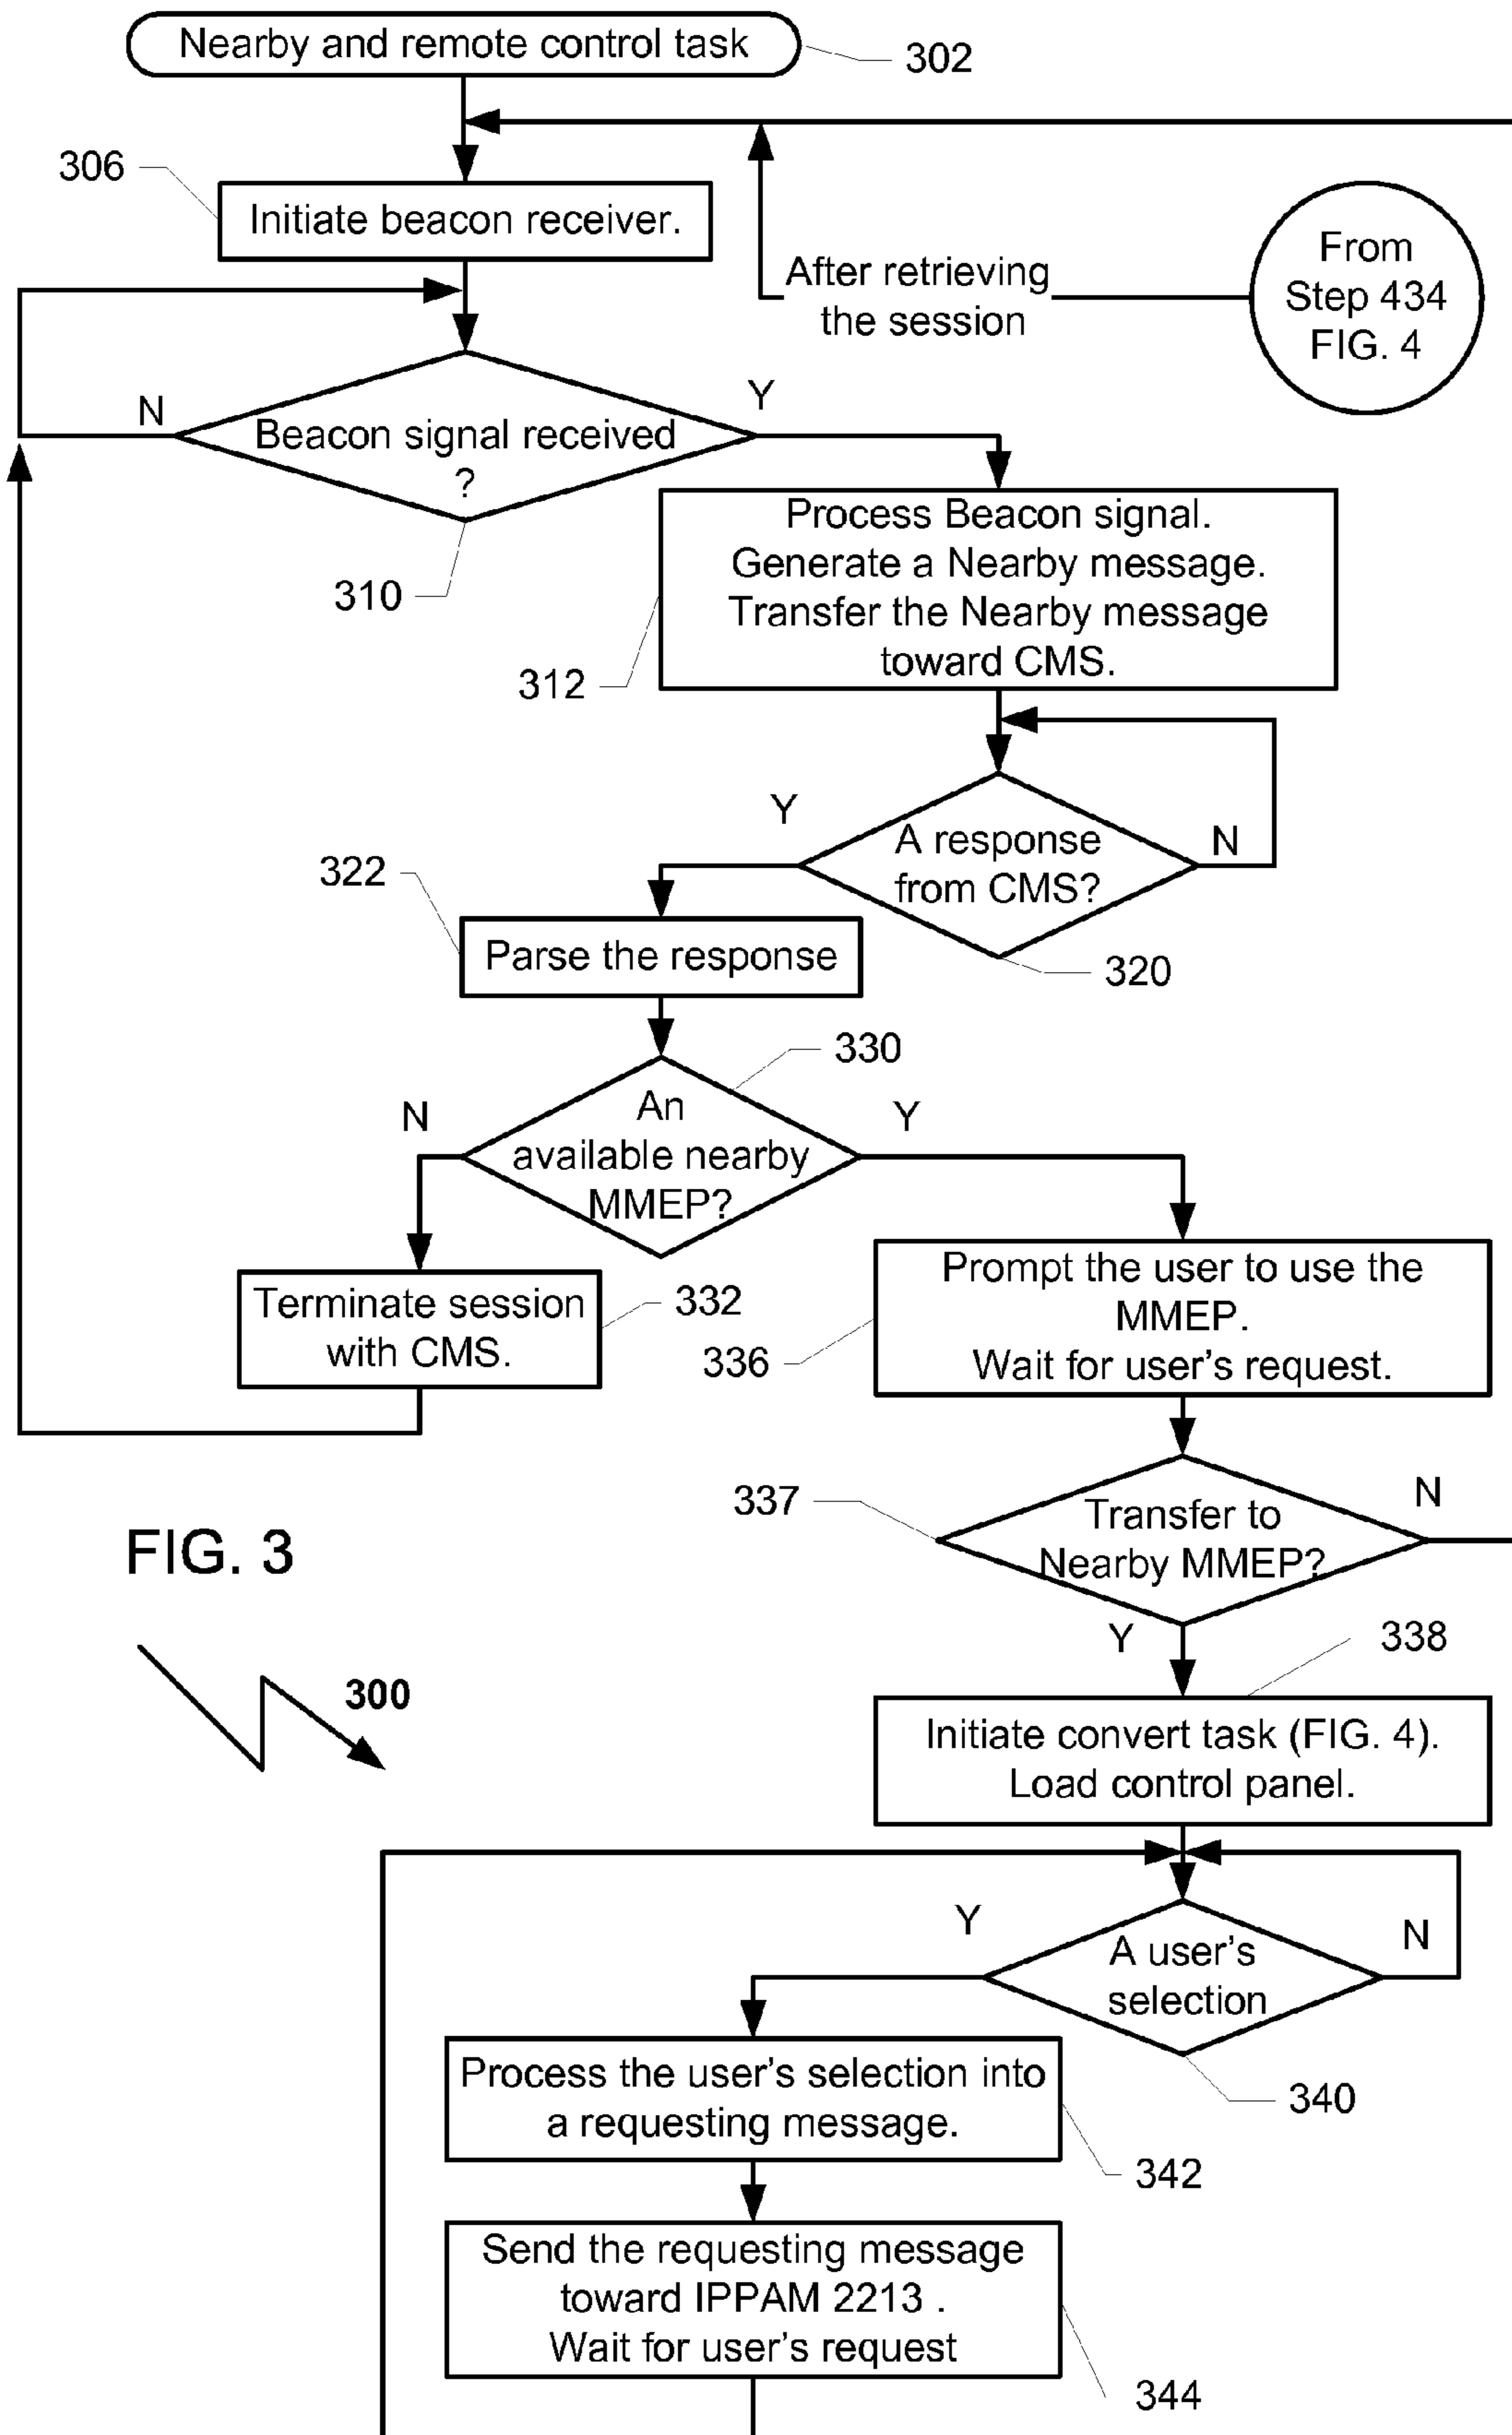 Nearby and remote control task
302
306
Initiate beacon receiver.
After retrieving
the session
From
Step 434
FIG. 4
N
Y
Beacon signal received
?
310
Process Beacon signal.
Generate a Nearby message.
Transfer the Nearby message
toward CMS.
312
Y
A response
from CMS?
N
322
320
Parse the response
330
N
An
available nearby
MMEP?
Y
Terminate session
with CMS.
332
Prompt the user to use the
MMEP.
Wait for user's request.
336
337
Transfer to
Nearby MMEP?
N
FIG. 3
Y
338
300
Initiate convert task (FIG. 4).
Load control panel.
Y
A user's
selection
N
340
Process the user's selection into
a requesting message.
342
Send the requesting message
toward IPPAM 2213 .
Wait for user's request
344